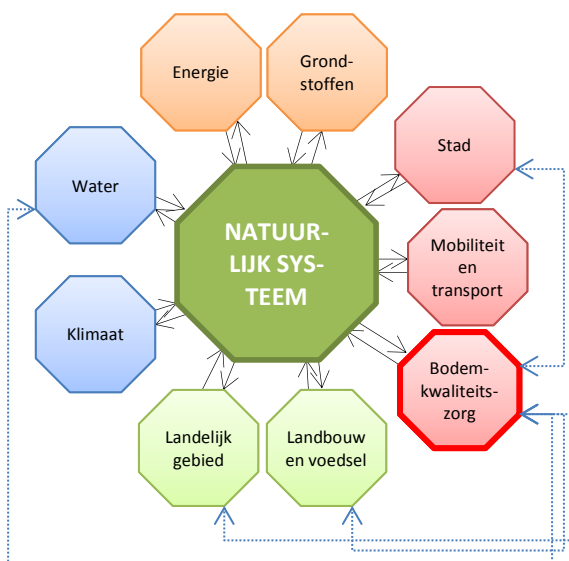 Energie
Grond-
stoffen
Stad
Water
NATUUR-
LIJK SYS-
TEEM
Mobiliteit
en
transport
Klimaat
Bodem-
kwaliteits-
zorg
Landelijk
gebied
Landbouw
en voedsel